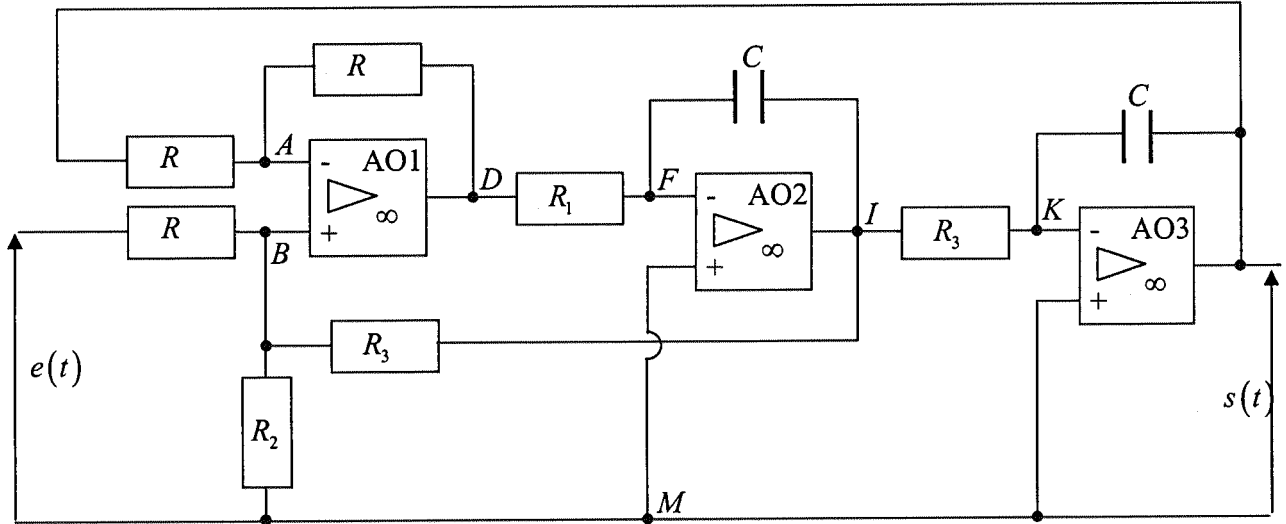 C
R
C
R
A
-
AO1
D
R₁
F
-
AO2
∞
I
R₃
K
-
AO3
∞
R
B
+
∞
+
+
e(t)
R₃
R₂
M
s(t)